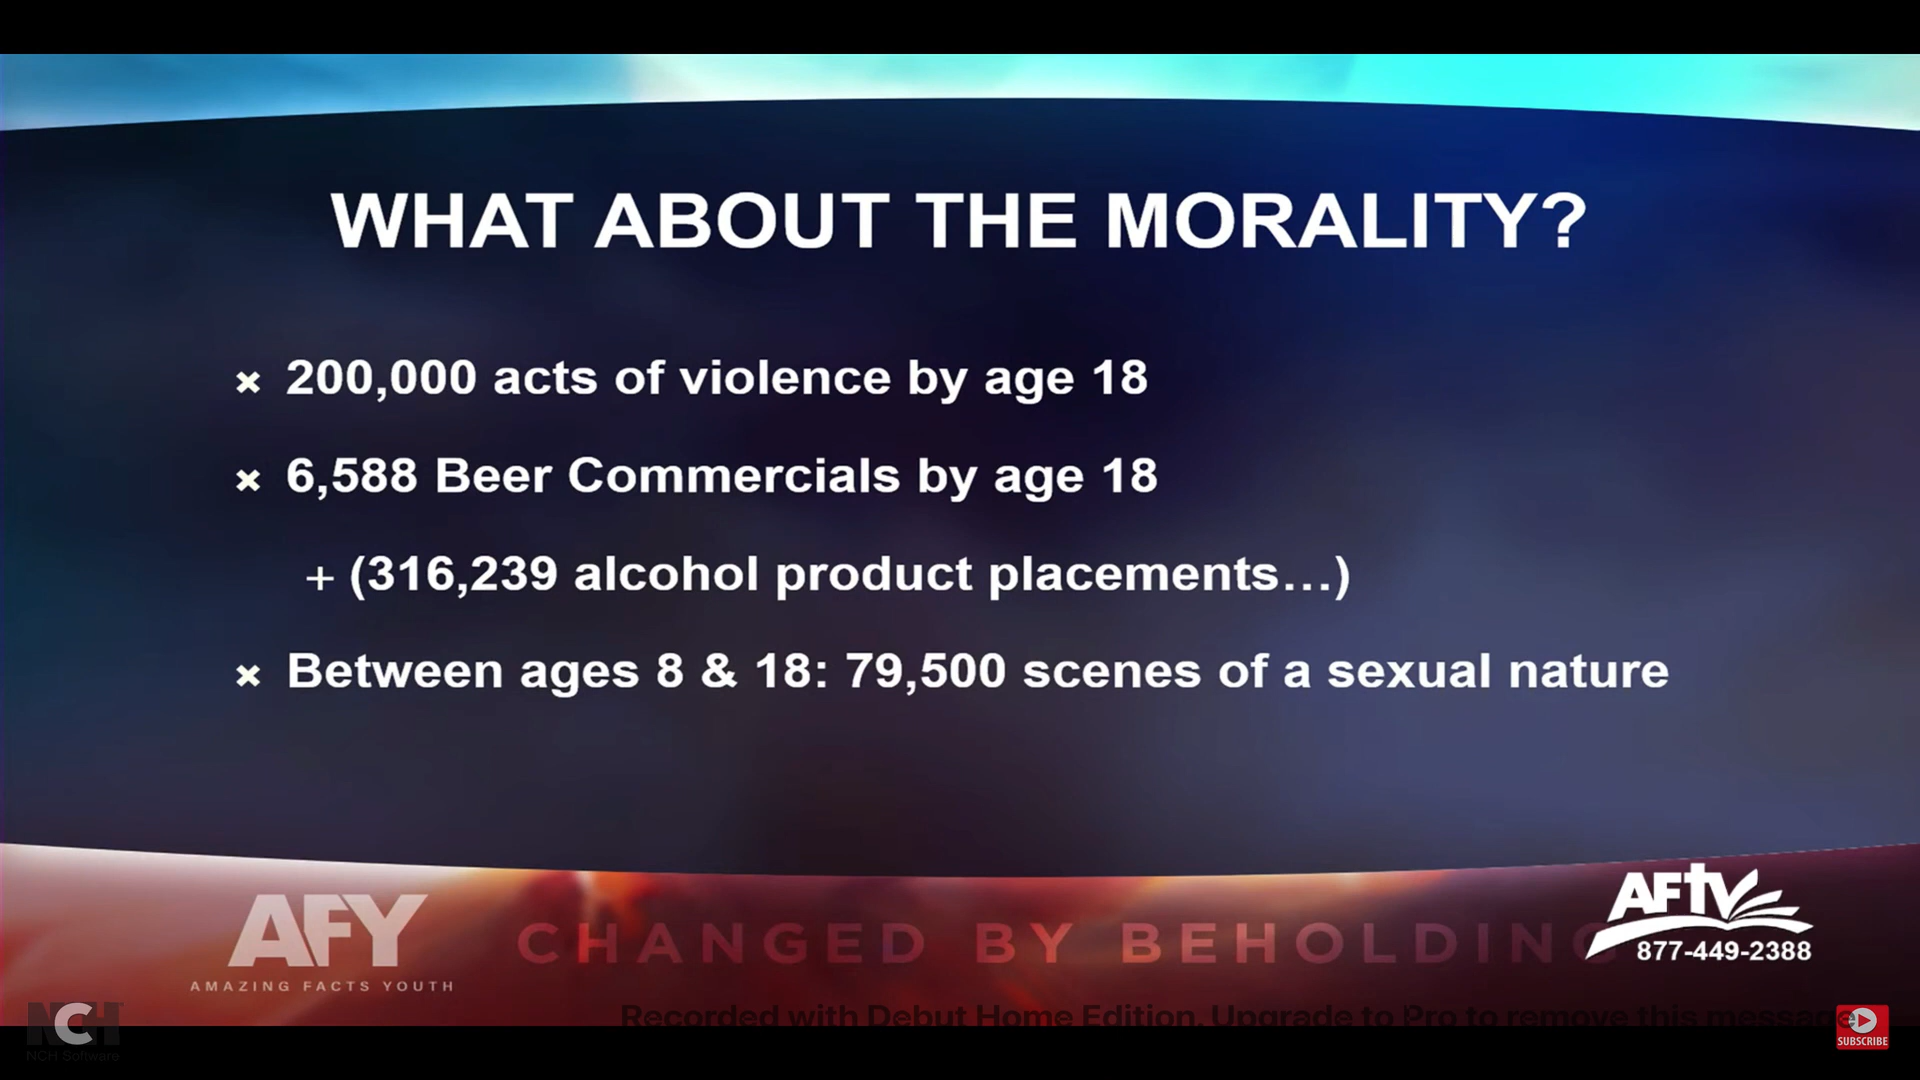 WHAT ABOUT THE MORALITY?
× 200,000 acts of violence by age 18
× 6,588 Beer Commercials by age 18
+ (316,239 alcohol product placements…)
× Between ages 8 & 18: 79,500 scenes of a sexual nature
AFY
AMAZING FACTS YOUTH
CHANGED BY BEHOLDING
AFTV
877-449-2388
Recorded with Debut Home Edition. Upgrade to Pro to remove this message
NCH
NCH Software
SUBSCRIBE